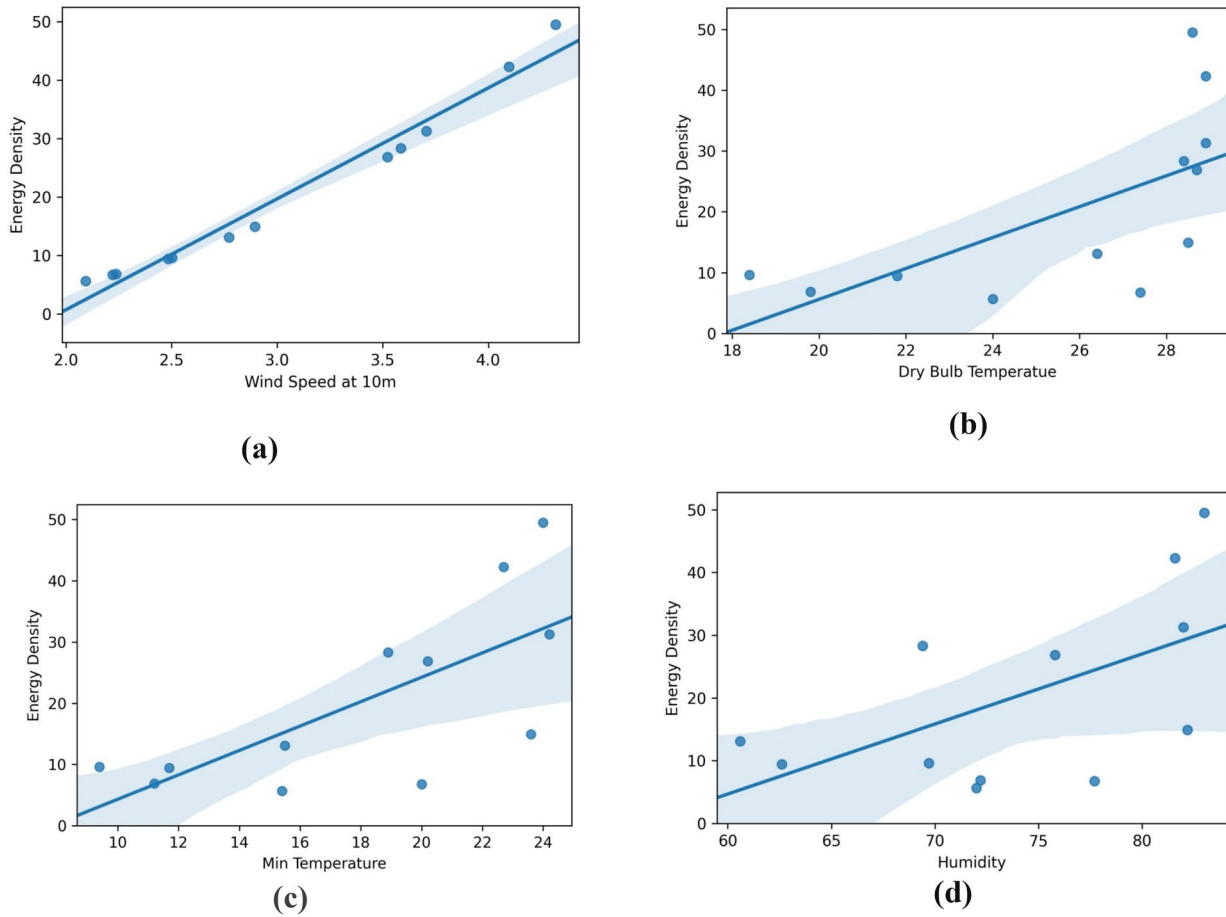 50
40
30
20
10
0
Energy Density
2.0 2.5 3.0 3.5 4.0
Wind Speed at 10m
(a)
50
40
30
20
10
0
Energy Density
18 20 22 24 26 28
Dry Bulb Temperatue
(b)
50
40
30
20
10
0
Energy Density
10 12 14 16 18 20 22 24
Min Temperature
(c)
50
40
30
20
10
0
Energy Density
60 65 70 75 80
Humidity
(d)